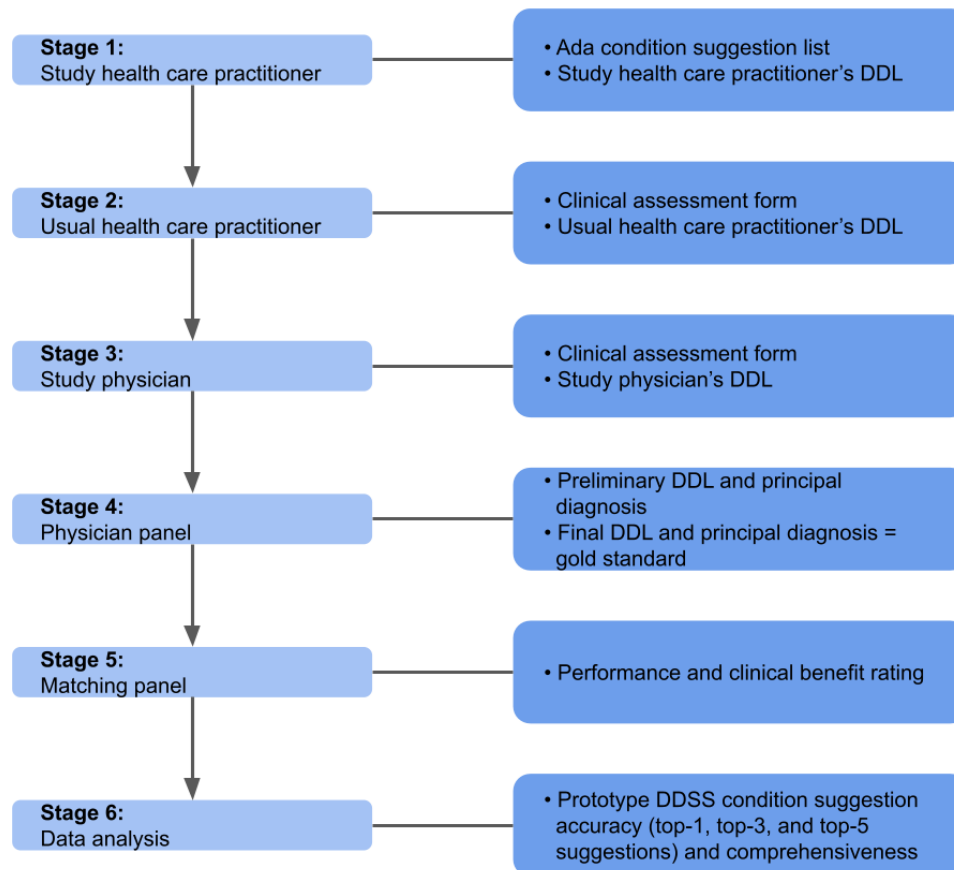 Stage 1:
Study health care practitioner
• Ada condition suggestion list
• Study health care practitioner’s DDL
Stage 2:
Usual health care practitioner
• Clinical assessment form
• Usual health care practitioner’s DDL
Stage 3:
Study physician
• Clinical assessment form
• Study physician’s DDL
Stage 4:
Physician panel
• Preliminary DDL and principal
diagnosis
• Final DDL and principal diagnosis =
gold standard
Stage 5:
Matching panel
• Performance and clinical benefit rating
Stage 6:
Data analysis
• Prototype DDSS condition suggestion
accuracy (top-1, top-3, and top-5
suggestions) and comprehensiveness